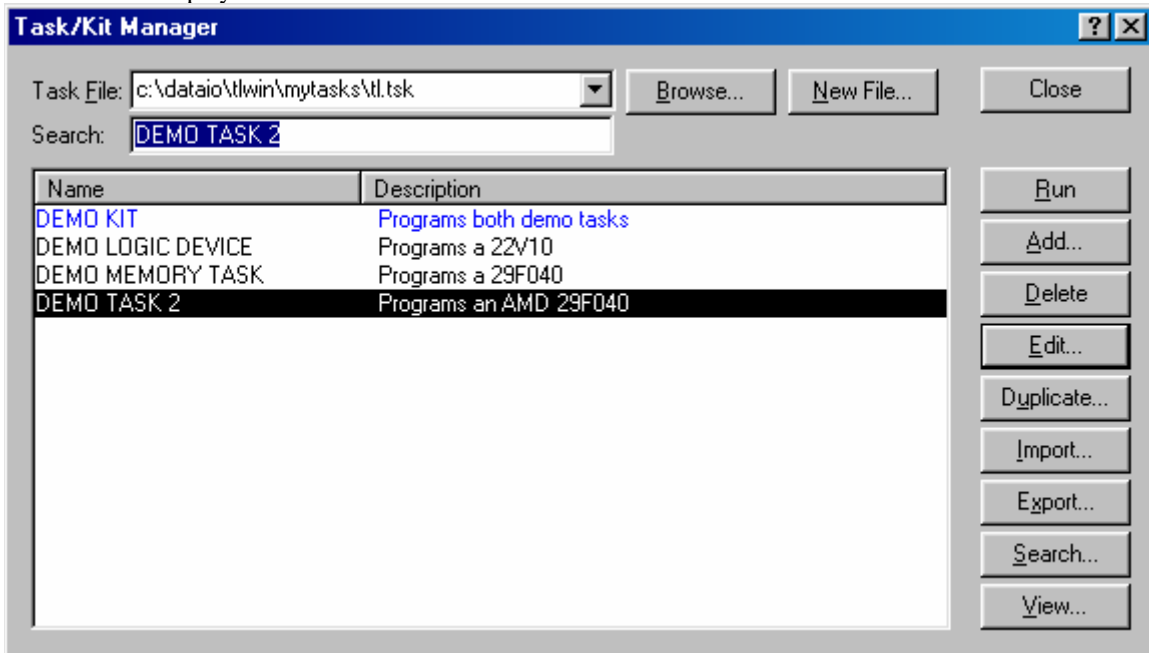 Task/Kit Manager
Task File: c:\dataio\tlwin\mytasks\tl.tsk Browse... New File... Close
Search: DEMO TASK 2
Name Description Run
DEMO KIT Programs both demo tasks
DEMO LOGIC DEVICE Programs a 22V10 Add...
DEMO MEMORY TASK Programs a 29F040
DEMO TASK 2 Programs an AMD 29F040 Delete
Edit...
Duplicate...
Import...
Export...
Search...
View...